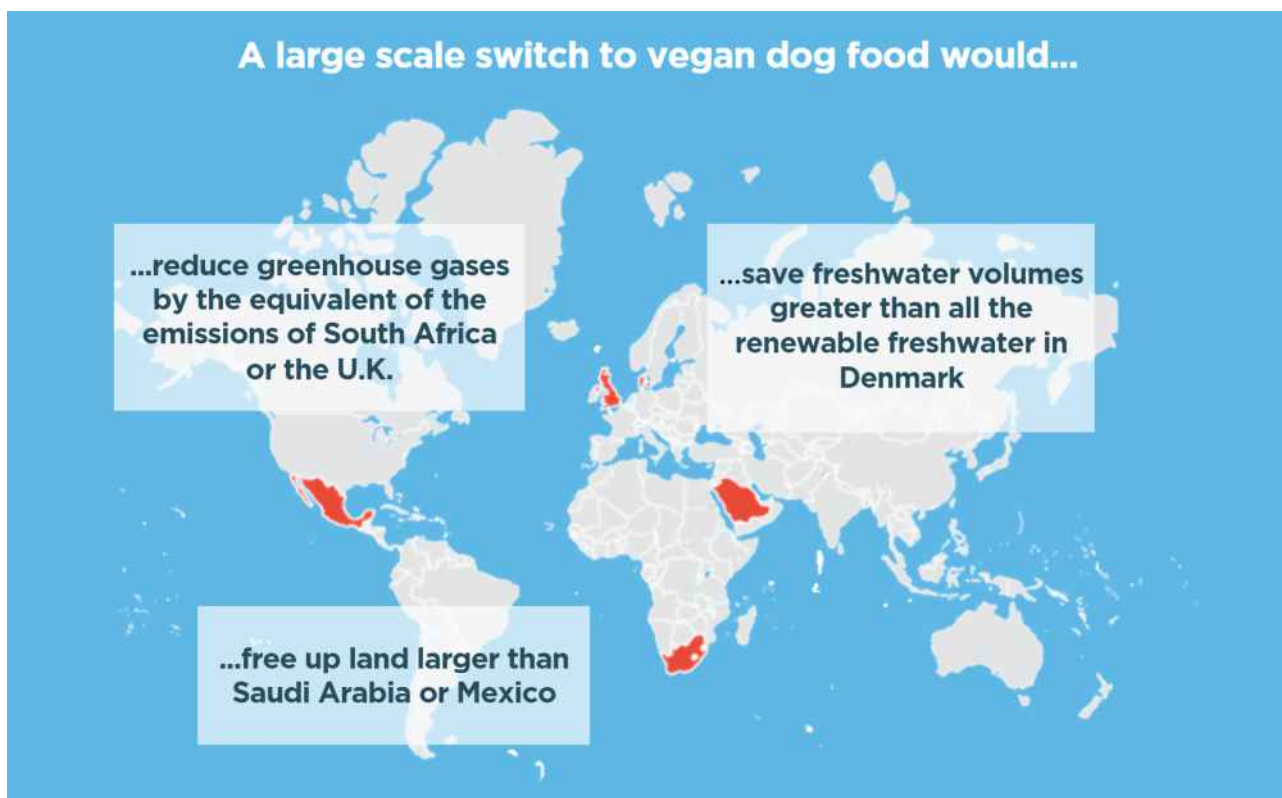 A large scale switch to vegan dog food would...
...reduce greenhouse gases
by the equivalent of the
emissions of South Africa
or the U.K.
...save freshwater volumes
greater than all the
renewable freshwater in
Denmark
...free up land larger than
Saudi Arabia or Mexico